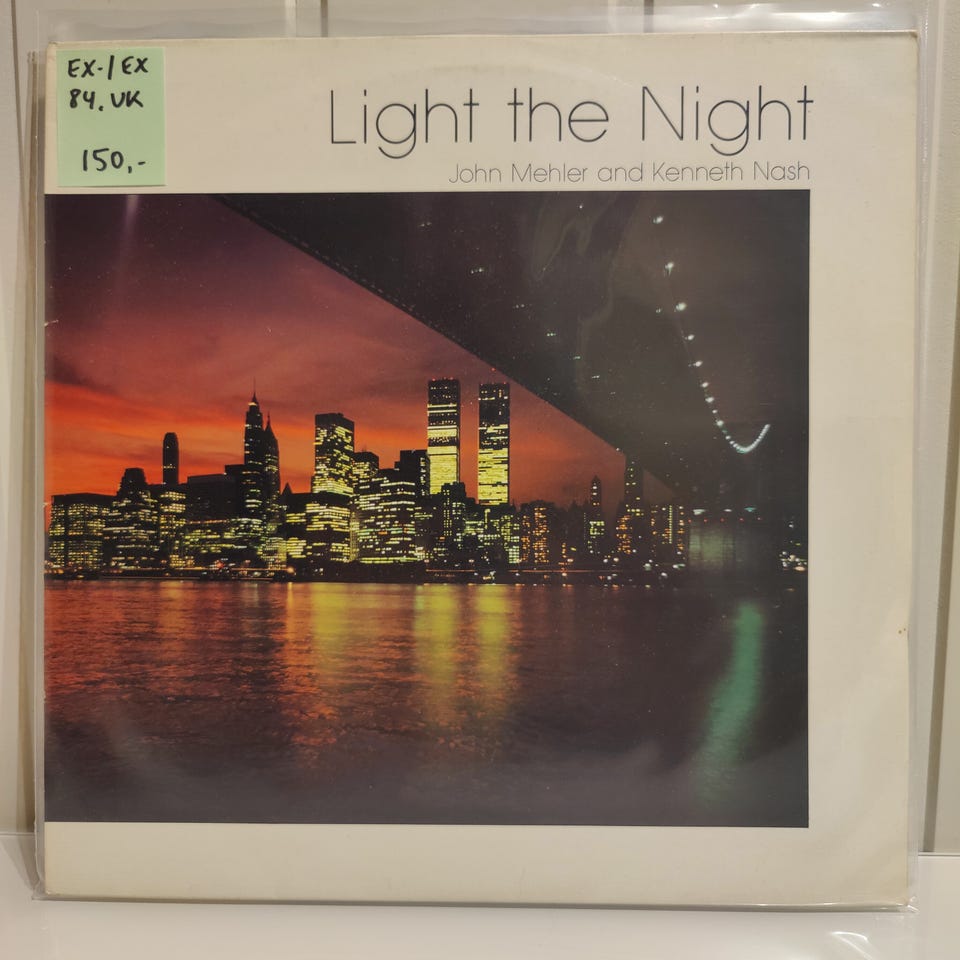 EX-/EX
84. UK
150,-
Light the Night
John Mehler and Kenneth Nash